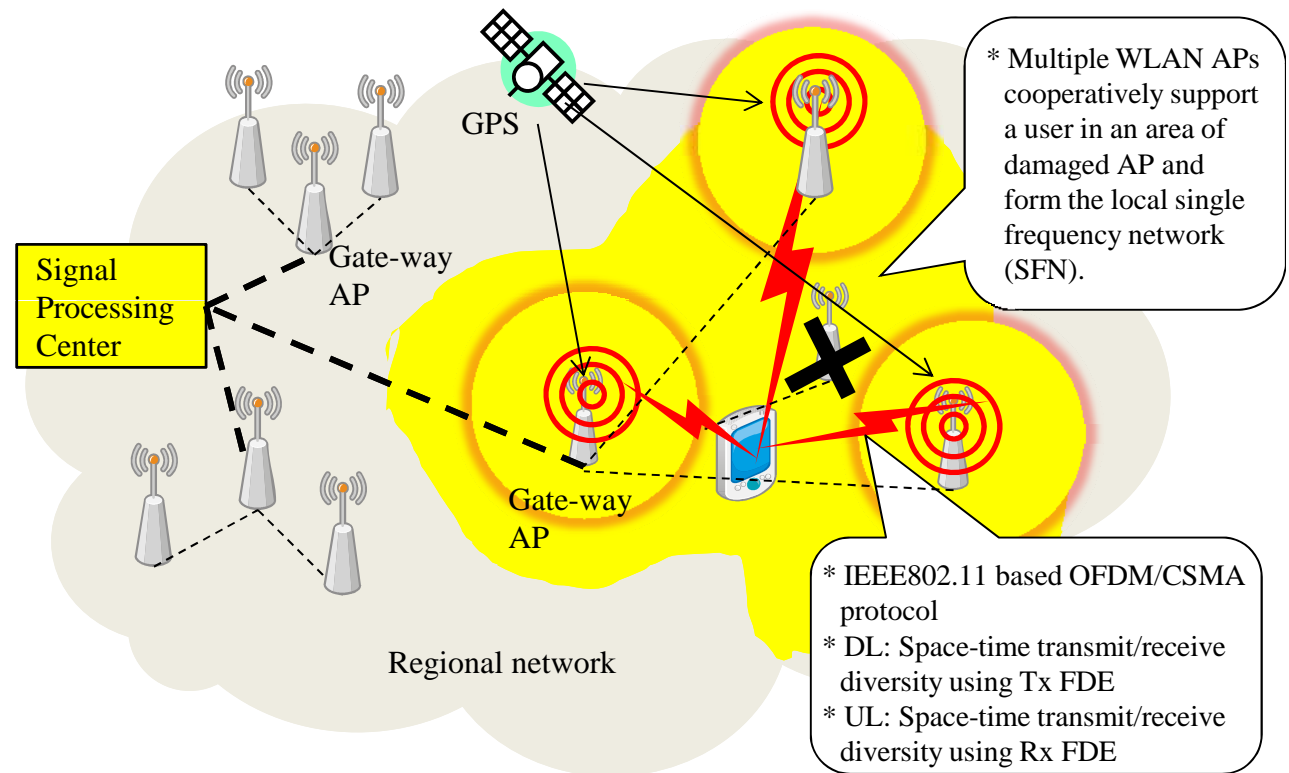 GPS
* Multiple WLAN APs
cooperatively support
a user in an area of
damaged AP and
form the local single
frequency network
(SFN).
Gate-way
AP
Signal
Processing
Center
Gate-way
AP
* IEEE802.11 based OFDM/CSMA
protocol
* DL: Space-time transmit/receive
diversity using Tx FDE
* UL: Space-time transmit/receive
diversity using Rx FDE
Regional network